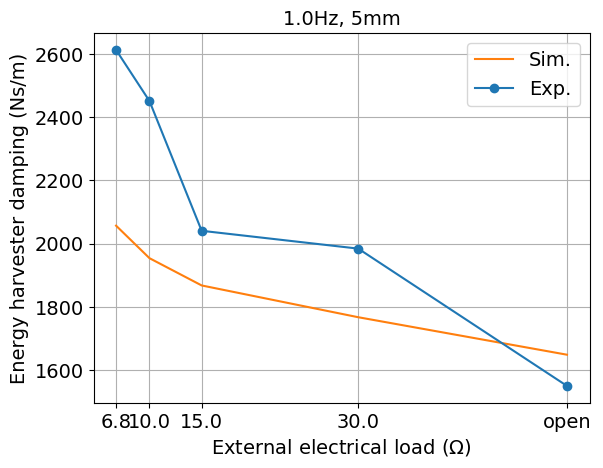 1.0Hz, 5mm
Energy harvester damping (Ns/m)
2600
2400
2200
2000
1800
1600
Sim.
Exp.
6.8 10.0 15.0 30.0 open
External electrical load (Ω)